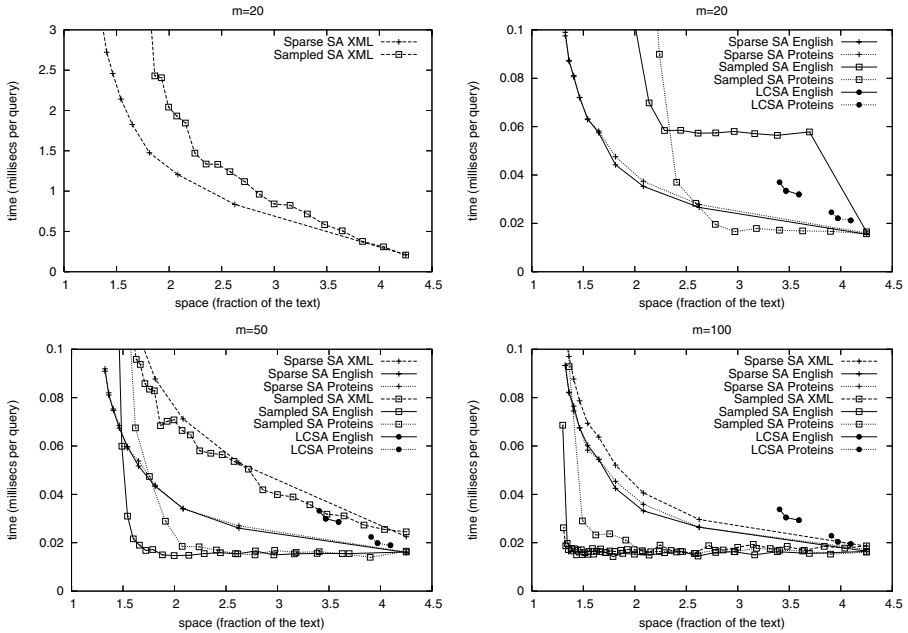 m=20
3
2.5
2
1.5
1
0.5
0
time (millisecs per query)
Sparse SA XML
Sampled SA XML
1 1.5 2 2.5 3 3.5 4 4.5
space (fraction of the text)
m=20
0.1
0.08
0.06
0.04
0.02
0
time (millisecs per query)
Sparse SA English
Sparse SA Proteins
Sampled SA English
Sampled SA Proteins
LCSA English
LCSA Proteins
1 1.5 2 2.5 3 3.5 4 4.5
space (fraction of the text)
m=50
0.1
0.08
0.06
0.04
0.02
0
time (millisecs per query)
Sparse SA XML
Sparse SA English
Sparse SA Proteins
Sampled SA XML
Sampled SA English
Sampled SA Proteins
LCSA English
LCSA Proteins
1 1.5 2 2.5 3 3.5 4 4.5
space (fraction of the text)
m=100
0.1
0.08
0.06
0.04
0.02
0
time (millisecs per query)
Sparse SA XML
Sparse SA English
Sparse SA Proteins
Sampled SA XML
Sampled SA English
Sampled SA Proteins
LCSA English
LCSA Proteins
1 1.5 2 2.5 3 3.5 4 4.5
space (fraction of the text)